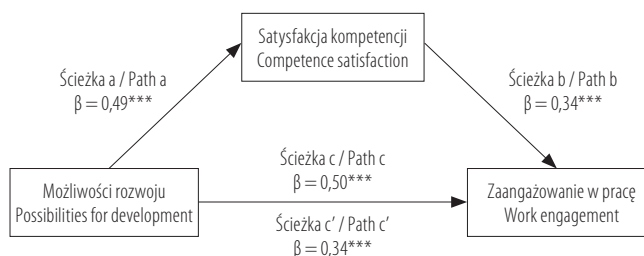 Satysfakcja kompetencji
Competence satisfaction
Ścieżka a / Path a
β = 0,49***
Ścieżka b / Path b
β = 0,34***
Możliwości rozwoju
Possibilities for development
Ścieżka c / Path c
β = 0,50***
Ścieżka c’ / Path c’
β = 0,34***
Zaangażowanie w pracę
Work engagement